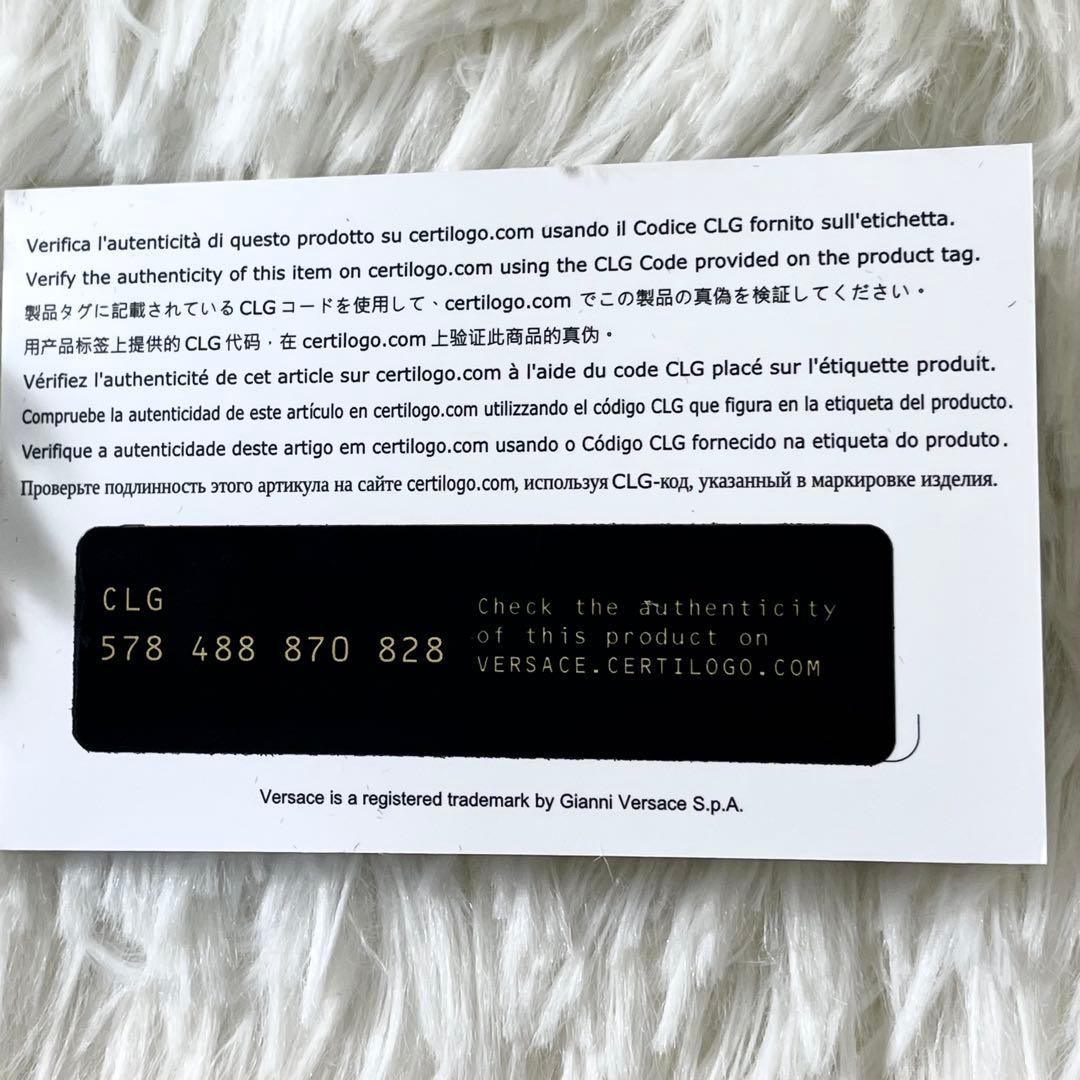 Verifica l'autenticità di questo prodotto su certilogo.com usando il Codice CLG fornito sull'etichetta.
Verify the authenticity of this item on certilogo.com using the CLG Code provided on the product tag.
製品タグに記載されているCLGコードを使用して、certilogo.com でこの製品の真偽を検証してください。
用产品标签上提供的CLG代码，在 certilogo.com 上验证此商品的真伪。
Vérifiez l'authenticité de cet article sur certilogo.com à l'aide du code CLG placé sur l'étiquette produit.
Compruebe la autenticidad de este artículo en certilogo.com utilizzando el código CLG que figura en la etiqueta del producto.
Verifique a autenticidade deste artigo em certilogo.com usando o Código CLG fornecido na etiqueta do produto.
Проверьте подлинность этого артикула на сайте certilogo.com, используя CLG-код, указанный в маркировке изделия.
CLG
578 488 870 828
Check the authenticity
of this product on
VERSACE.CERTILOGO.COM
Versace is a registered trademark by Gianni Versace S.p.A.